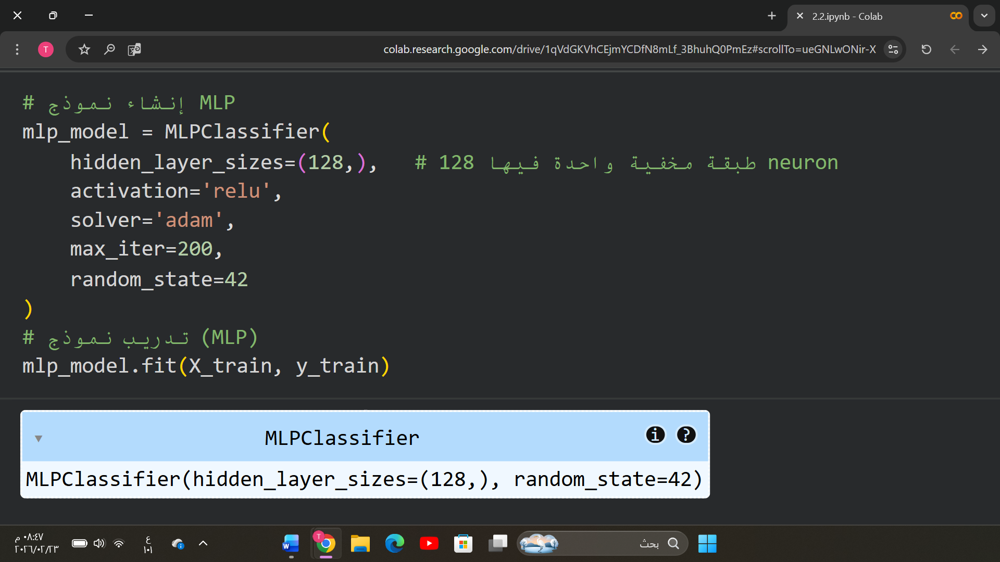 2.2.ipynb - Colab
colab.research.google.com/drive/1qVdGKVhCEjmYCDfN8mLf_3BhuhQ0PmEz#scrollTo=ueGNLwONir-X
T
# إنشاء نموذج MLP
mlp_model = MLPClassifier(
    hidden_layer_sizes=(128,),   # طبقة مخفية واحدة فيها 128 neuron
    activation='relu',
    solver='adam',
    max_iter=200,
    random_state=42
)
# تدريب نموذج (MLP)
mlp_model.fit(X_train, y_train)
MLPClassifier
i ?
MLPClassifier(hidden_layer_sizes=(128,), random_state=42)
بحث
W
T
ع
١٠١
٠٨:٤٧ م
٢٠٢٦/٠٢/٢٣